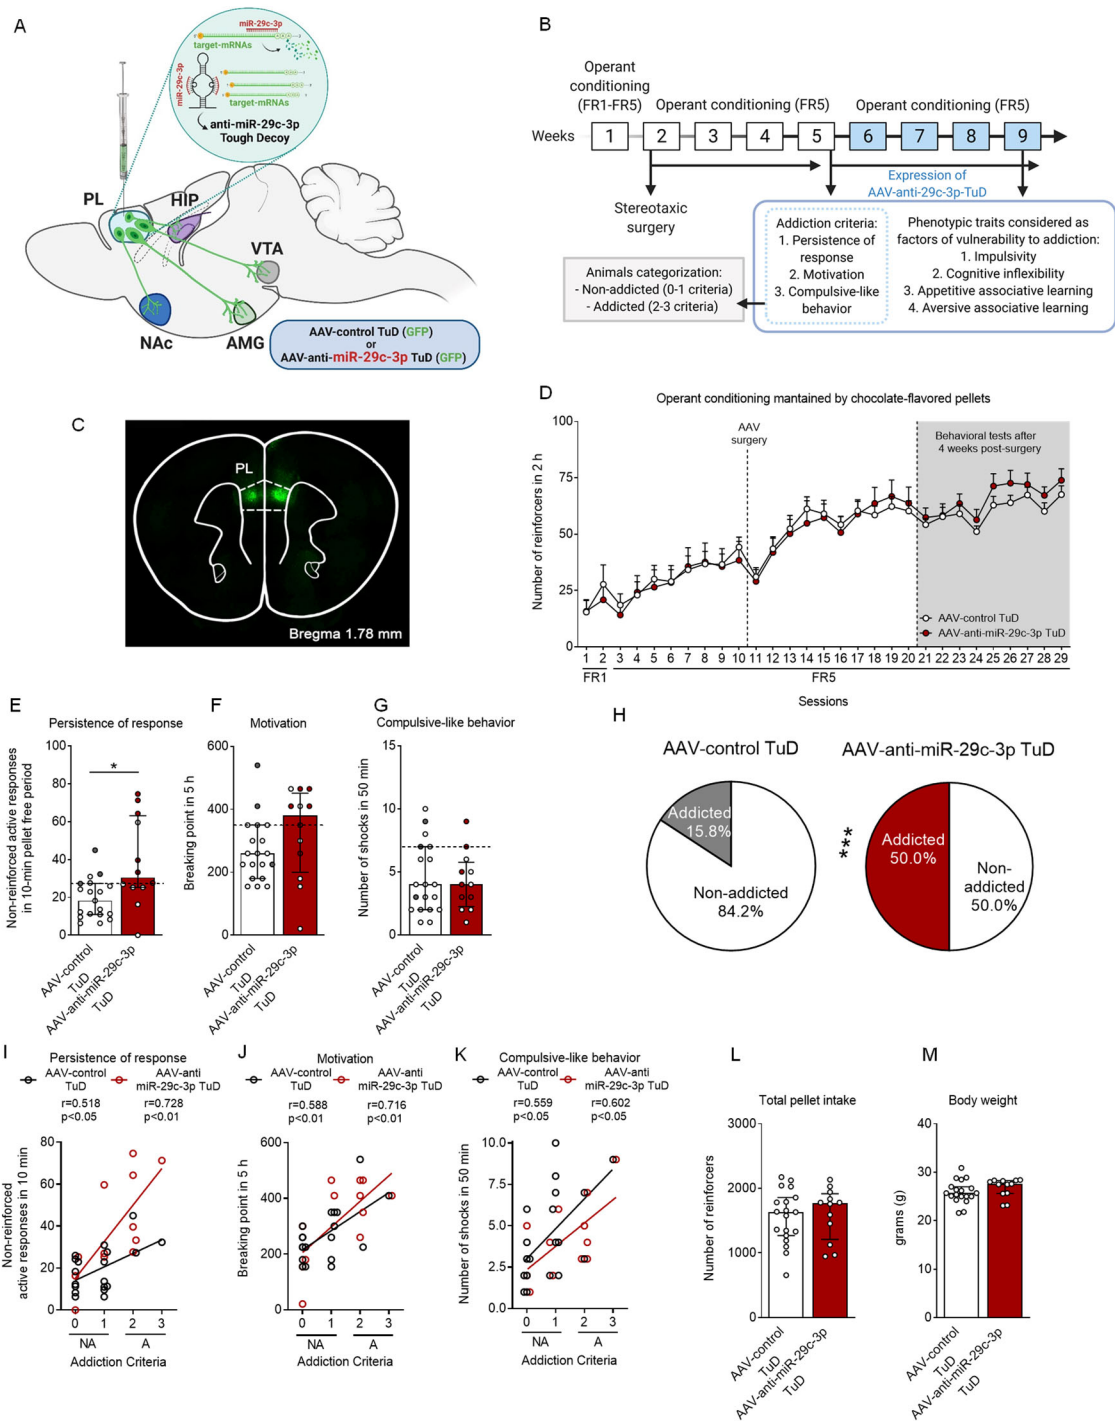 A
miR-29c-3p
target-mRNAs
miR-29c-3p
target-mRNAs
anti-miR-29c-3p
Tough Decoy
PL
HIP
VTA
NAc
AMG
AAV-control TuD (GFP)
or
AAV-anti-miR-29c-3p TuD (GFP)
B
Operant
conditioning
(FR1-FR5)
Operant conditioning (FR5)
Operant conditioning (FR5)
Weeks
1 2 3 4 5 6 7 8 9
Expression of
AAV-anti-29c-3p-TuD
Stereotaxic
surgery
Animals categorization:
- Non-addicted (0-1 criteria)
- Addicted (2-3 criteria)
Addiction criteria:
1. Persistence of
response
2. Motivation
3. Compulsive-like
behavior
Phenotypic traits considered as
factors of vulnerability to addiction:
1. Impulsivity
2. Cognitive inflexibility
3. Appetitive associative learning
4. Aversive associative learning
C
PL
Bregma 1.78 mm
D
Operant conditioning mantained by chocolate-flavored pellets
Number of reinforcers in 2 h
100
75
50
25
0
AAV
surgery
Behavioral tests after
4 weeks post-surgery
AAV-control TuD
AAV-anti-miR-29c-3p TuD
1 2 3 4 5 6 7 8 9 10 11 12 13 14 15 16 17 18 19 20 21 22 23 24 25 26 27 28 29
FR1
FR5
Sessions
E
Persistence of response
Non-reinforced active responses
in 10-min pellet free period
100
80
60
40
20
0
*
AAV-control
TuD
AAV-anti-miR-29c-3p
TuD
F
Motivation
Breaking point in 5 h
600
400
200
0
AAV-control
TuD
AAV-anti-miR-29c-3p
TuD
G
Compulsive-like behavior
Number of shocks in 50 min
15
10
5
0
AAV-control
TuD
AAV-anti-miR-29c-3p
TuD
H
AAV-control TuD
Addicted
15.8%
Non-addicted
84.2%
***
AAV-anti-miR-29c-3p TuD
Addicted
50.0%
Non-
addicted
50.0%
I
Persistence of response
AAV-control
TuD
AAV-anti
miR-29c-3p TuD
r=0.518
p<0.05
r=0.728
p<0.01
Non-reinforced
active responses in 10 min
80
60
40
20
0
0 1 2 3
NA
A
Addiction Criteria
J
Motivation
AAV-control
TuD
AAV-anti
miR-29c-3p TuD
r=0.588
p<0.01
r=0.716
p<0.01
Breaking point in 5 h
600
400
200
0
0 1 2 3
NA
A
Addiction Criteria
K
Compulsive-like behavior
AAV-control
TuD
AAV-anti
miR-29c-3p TuD
r=0.559
p<0.05
r=0.602
p<0.05
Number of shocks in 50 min
10.0
7.5
5.0
2.5
0.0
0 1 2 3
NA
A
Addiction Criteria
L
Total pellet intake
Number of reinforcers
3000
2000
1000
0
AAV-control
TuD
AAV-anti-miR-29c-3p
TuD
M
Body weight
grams (g)
40
30
20
10
0
AAV-control
TuD
AAV-anti-miR-29c-3p
TuD